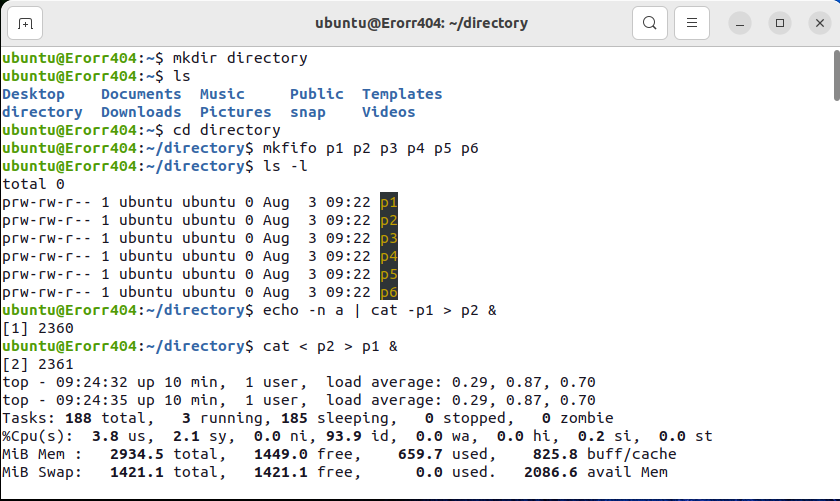 ubuntu@Erorr404: ~/directory
ubuntu@Erorr404:~$ mkdir directory
ubuntu@Erorr404:~$ ls
Desktop    Documents  Music     Public  Templates
directory  Downloads  Pictures  snap    Videos
ubuntu@Erorr404:~$ cd directory
ubuntu@Erorr404:~/directory$ mkfifo p1 p2 p3 p4 p5 p6
ubuntu@Erorr404:~/directory$ ls -l
total 0
prw-rw-r-- 1 ubuntu ubuntu 0 Aug  3 09:22 p1
prw-rw-r-- 1 ubuntu ubuntu 0 Aug  3 09:22 p2
prw-rw-r-- 1 ubuntu ubuntu 0 Aug  3 09:22 p3
prw-rw-r-- 1 ubuntu ubuntu 0 Aug  3 09:22 p4
prw-rw-r-- 1 ubuntu ubuntu 0 Aug  3 09:22 p5
prw-rw-r-- 1 ubuntu ubuntu 0 Aug  3 09:22 p6
ubuntu@Erorr404:~/directory$ echo -n a | cat -p1 > p2 &
[1] 2360
ubuntu@Erorr404:~/directory$ cat < p2 > p1 &
[2] 2361
top - 09:24:32 up 10 min,  1 user,  load average: 0.29, 0.87, 0.70
top - 09:24:35 up 10 min,  1 user,  load average: 0.29, 0.87, 0.70
Tasks: 188 total,   3 running, 185 sleeping,   0 stopped,   0 zombie
%Cpu(s):  3.8 us,  2.1 sy,  0.0 ni, 93.9 id,  0.0 wa,  0.0 hi,  0.2 si,  0.0 st
MiB Mem :   2934.5 total,   1449.0 free,    659.7 used,    825.8 buff/cache
MiB Swap:   1421.1 total,   1421.1 free,      0.0 used.   2086.6 avail Mem